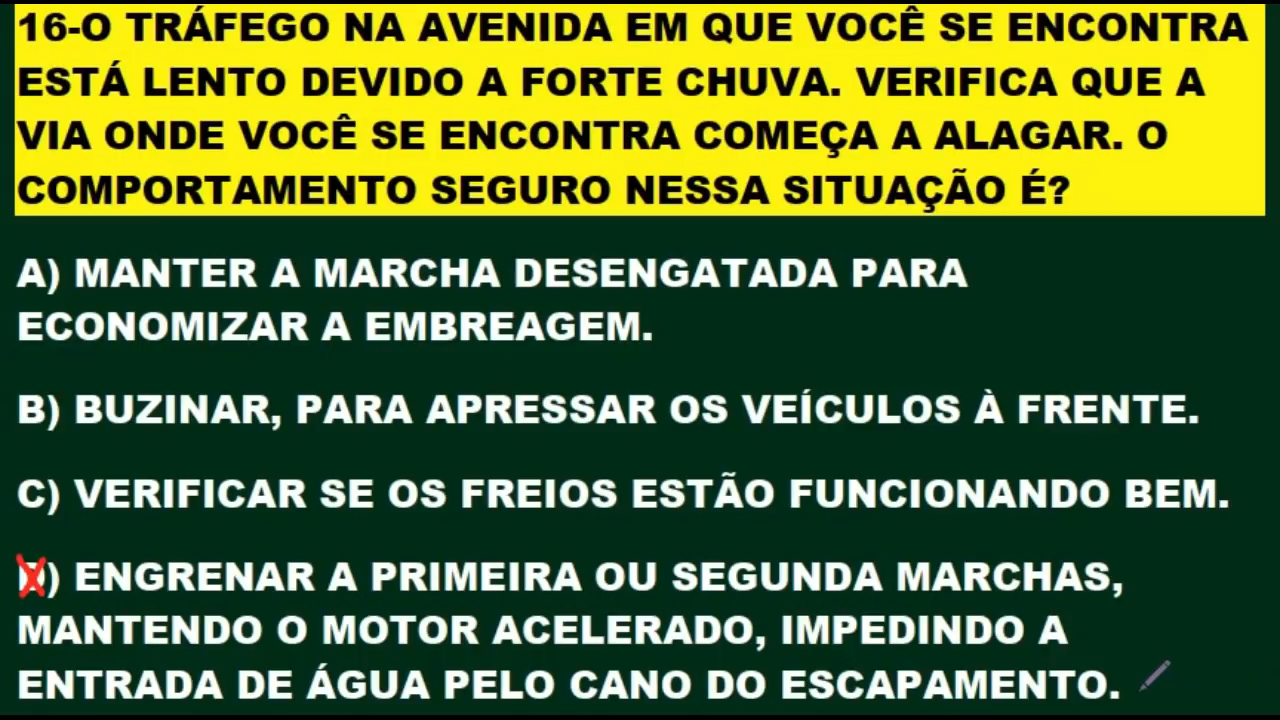 16-O TRÁFEGO NA AVENIDA EM QUE VOCÊ SE ENCONTRA
ESTÁ LENTO DEVIDO A FORTE CHUVA. VERIFICA QUE A
VIA ONDE VOCÊ SE ENCONTRA COMEÇA A ALAGAR. O
COMPORTAMENTO SEGURO NESSA SITUAÇÃO É?
A) MANTER A MARCHA DESENGATADA PARA
ECONOMIZAR A EMBREAGEM.
B) BUZINAR, PARA APRESSAR OS VEÍCULOS À FRENTE.
C) VERIFICAR SE OS FREIOS ESTÃO FUNCIONANDO BEM.
D) ENGRENAR A PRIMEIRA OU SEGUNDA MARCHAS,
MANTENDO O MOTOR ACELERADO, IMPEDINDO A
ENTRADA DE ÁGUA PELO CANO DO ESCAPAMENTO.